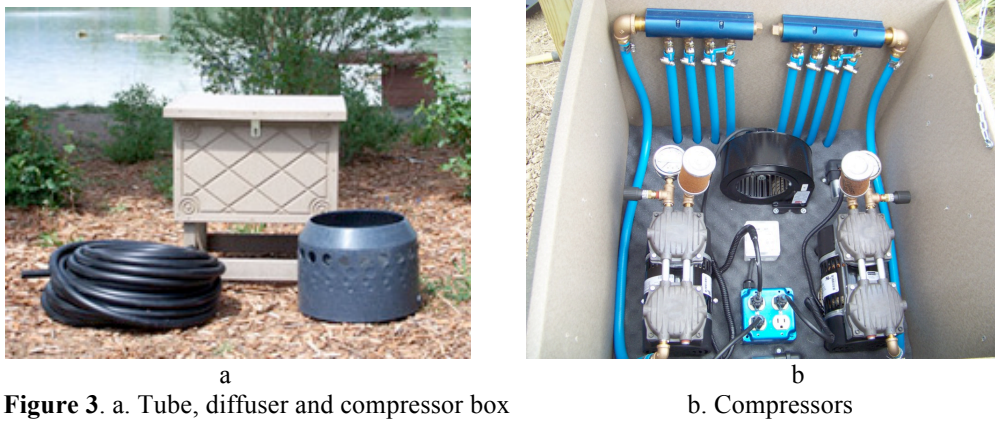 a b
Figure 3. a. Tube, diffuser and compressor box b. Compressors